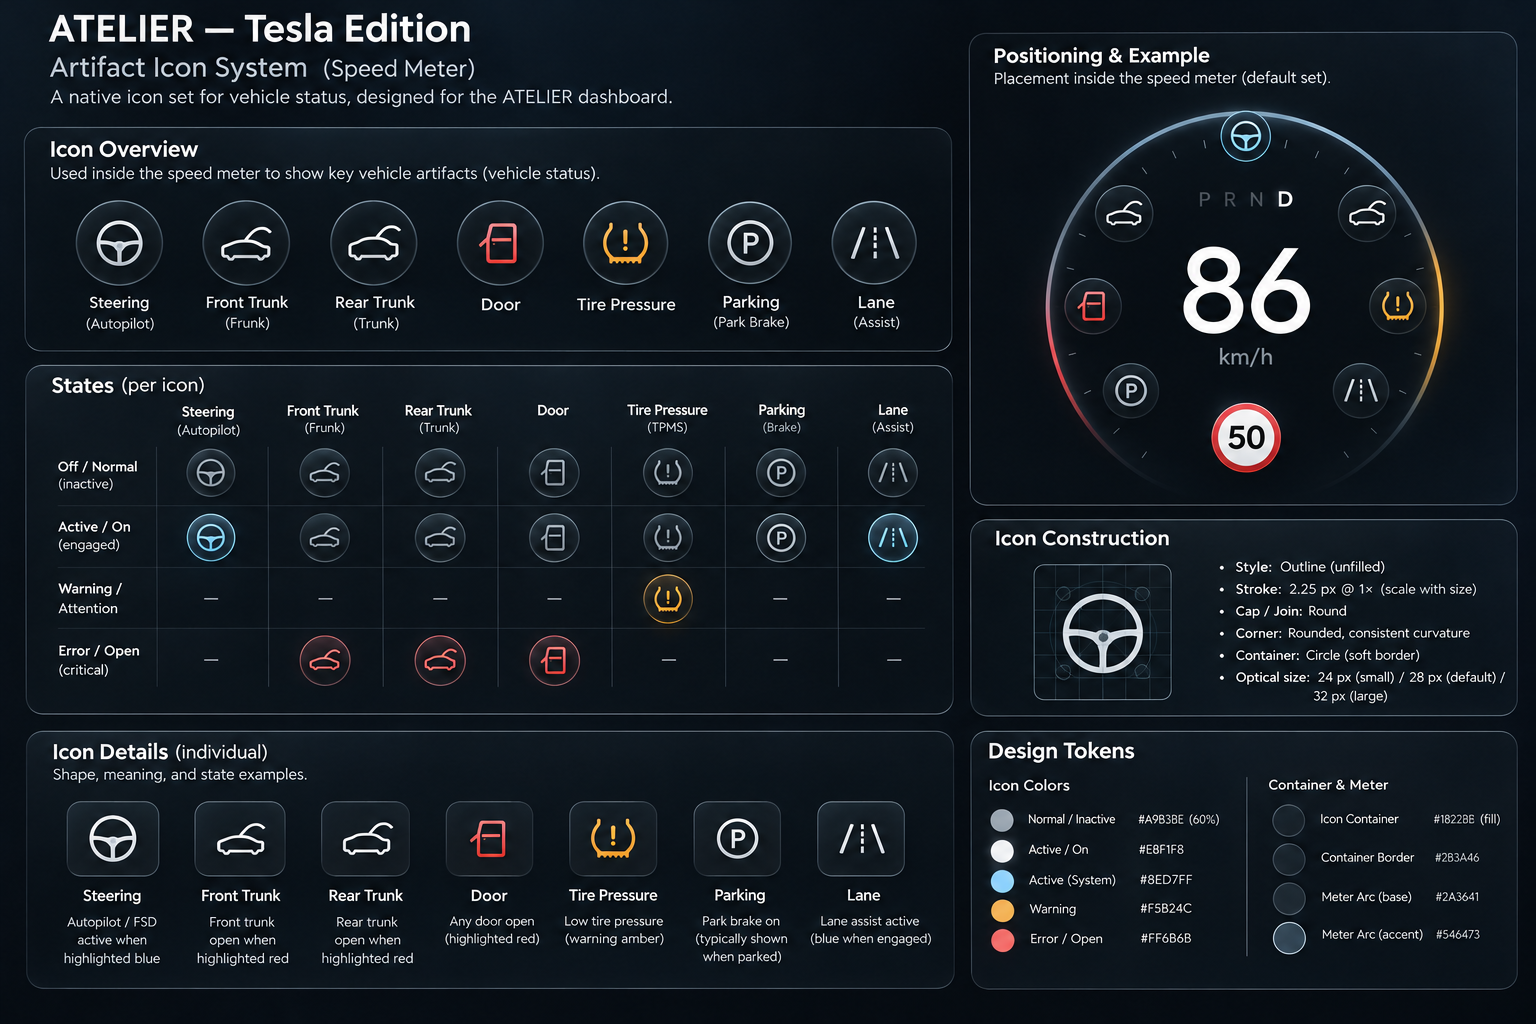 ATELIER — Tesla Edition
Artifact Icon System (Speed Meter)
A native icon set for vehicle status, designed for the ATELIER dashboard.
Icon Overview
Used inside the speed meter to show key vehicle artifacts (vehicle status).
P
Steering
(Autopilot)
Front Trunk
(Frunk)
Rear Trunk
(Trunk)
Door
Tire Pressure
Parking
(Park Brake)
Lane
(Assist)
States (per icon)
Steering
(Autopilot)
Front Trunk
(Frunk)
Rear Trunk
(Trunk)
Door
Tire Pressure
(TPMS)
Parking
(Brake)
Lane
(Assist)
Off / Normal
(inactive)
P
Active / On
(engaged)
P
Warning /
Attention
— — — — — —
Error / Open
(critical)
— — — —
Icon Details (individual)
Shape, meaning, and state examples.
P
Steering
Autopilot / FSD
active when
highlighted blue
Front Trunk
Front trunk
open when
highlighted red
Rear Trunk
Rear trunk
open when
highlighted red
Door
Any door open
(highlighted red)
Tire Pressure
Low tire pressure
(warning amber)
Parking
Park brake on
(typically shown
when parked)
Lane
Lane assist active
(blue when engaged)
Positioning & Example
Placement inside the speed meter (default set).
P R N D
86
km/h
P
50
Icon Construction
• Style: Outline (unfilled)
• Stroke: 2.25 px @ 1× (scale with size)
• Cap / Join: Round
• Corner: Rounded, consistent curvature
• Container: Circle (soft border)
• Optical size: 24 px (small) / 28 px (default) /
32 px (large)
Design Tokens
Icon Colors
Normal / Inactive #A9B3BE (60%)
Active / On #E8F1F8
Active (System) #8ED7FF
Warning #F5B24C
Error / Open #FF6B6B
Container & Meter
Icon Container #1822BE (fill)
Container Border #2B3A46
Meter Arc (base) #2A3641
Meter Arc (accent) #546473